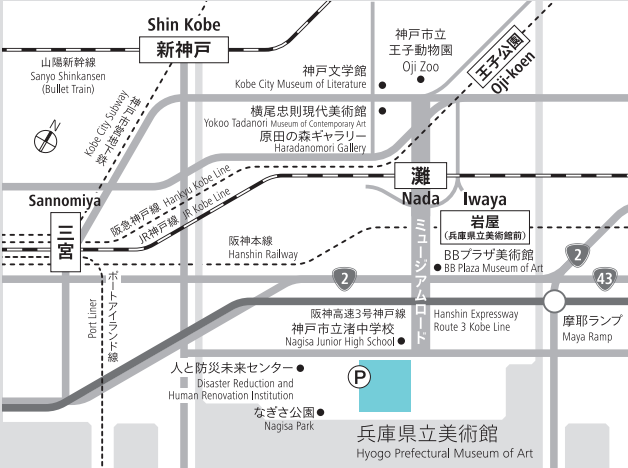 Shin Kobe
新神戸
山陽新幹線
Sanyo Shinkansen
(Bullet Train)
神戸市立
王子動物園
Oji Zoo
王子公園
Oji-koen
神戸文学館
Kobe City Museum of Literature
横尾忠則現代美術館
Yokoo Tadanori Museum of Contemporary Art
原田の森ギャラリー
Haradanomori Gallery
N
神戸市営地下鉄
Kobe City Subway
Sannomiya
三宮
阪急神戸線 Hankyu Kobe Line
JR神戸線 JR Kobe Line
灘
Nada
Iwaya
岩屋
(兵庫県立美術館前)
阪神本線
Hanshin Railway
ミュージアムロード
BBプラザ美術館
BB Plaza Museum of Art
2
2
43
ポートアイランド線
Port Liner
阪神高速3号神戸線
Hanshin Expressway
Route 3 Kobe Line
神戸市立渚中学校
Nagisa Junior High School
摩耶ランプ
Maya Ramp
人と防災未来センター
Disaster Reduction and
Human Renovation Institution
P
なぎさ公園
Nagisa Park
兵庫県立美術館
Hyogo Prefectural Museum of Art